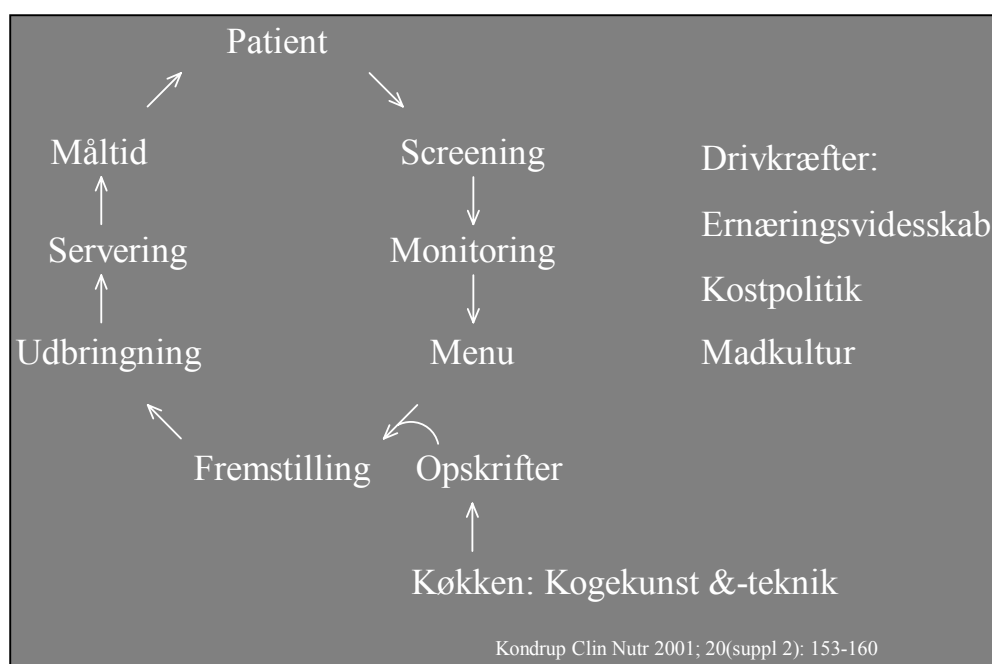 Patient
Måltid
Screening
Drivkræfter:
Servering
Monitoring
Ernæringsvidesskab
Kostpolitik
Udbringning
Menu
Madkultur
Fremstilling
Opskrifter
Køkken: Kogekunst &-teknik
Kondrup Clin Nutr 2001; 20(suppl 2): 153-160